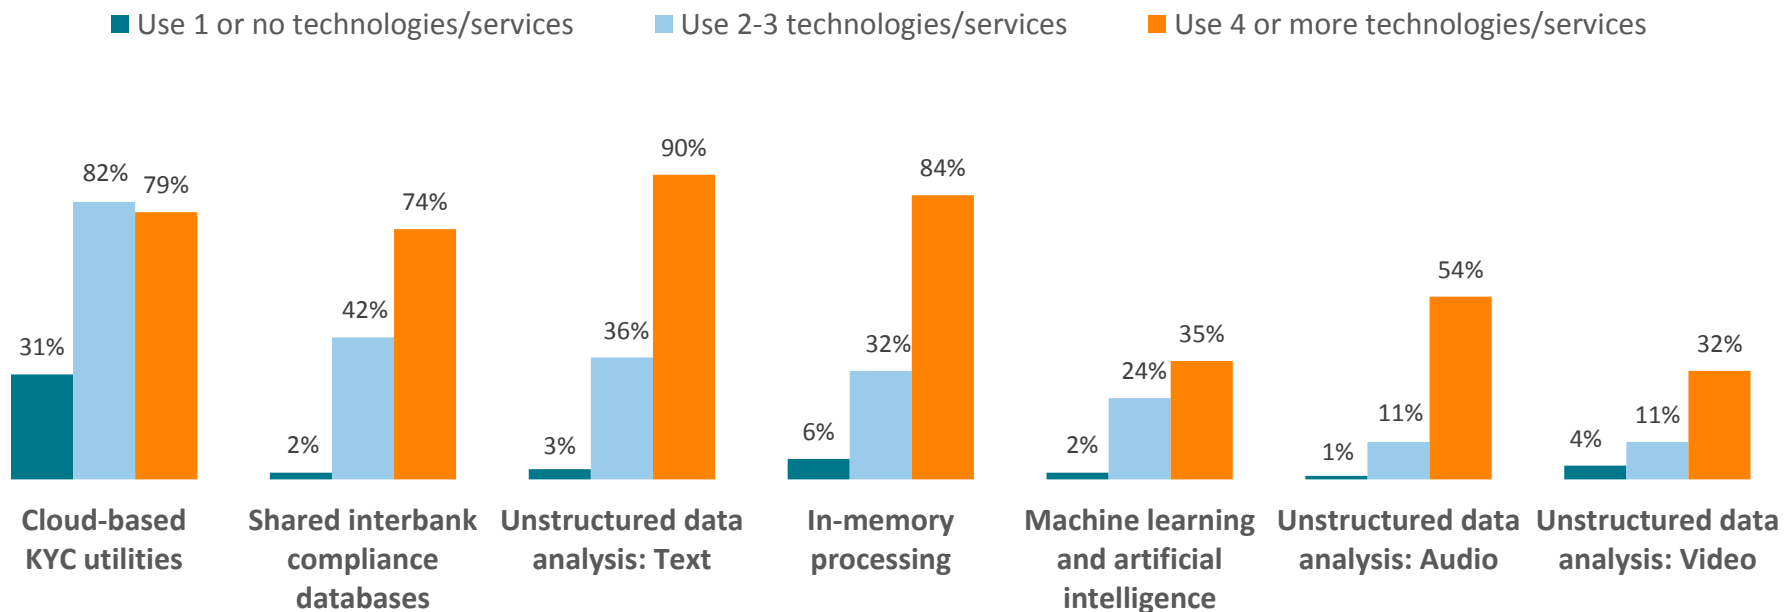 Use 1 or no technologies/services
Use 2-3 technologies/services
Use 4 or more technologies/services
31%
82%
79%
2%
42%
74%
3%
36%
90%
6%
32%
84%
2%
24%
35%
1%
11%
54%
4%
11%
32%
Cloud-based
KYC utilities
Shared interbank
compliance
databases
Unstructured data
analysis: Text
In-memory
processing
Machine learning
and artificial
intelligence
Unstructured data
analysis: Audio
Unstructured data
analysis: Video